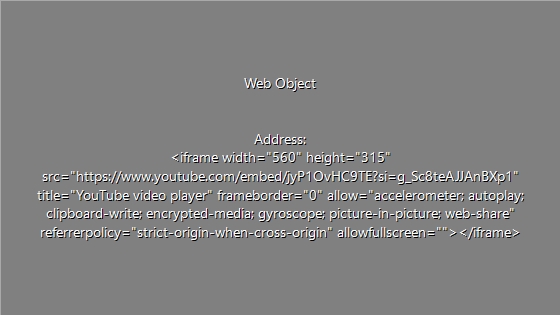 Web Object
Address:
<iframe width="560" height="315"
src="https://www.youtube.com/embed/jyP1OvHC9TE?si=g_Sc8teAJJAnBXp1"
title="YouTube video player" frameborder="0" allow="accelerometer; autoplay;
clipboard-write; encrypted-media; gyroscope; picture-in-picture; web-share"
referrerpolicy="strict-origin-when-cross-origin" allowfullscreen=""></iframe>